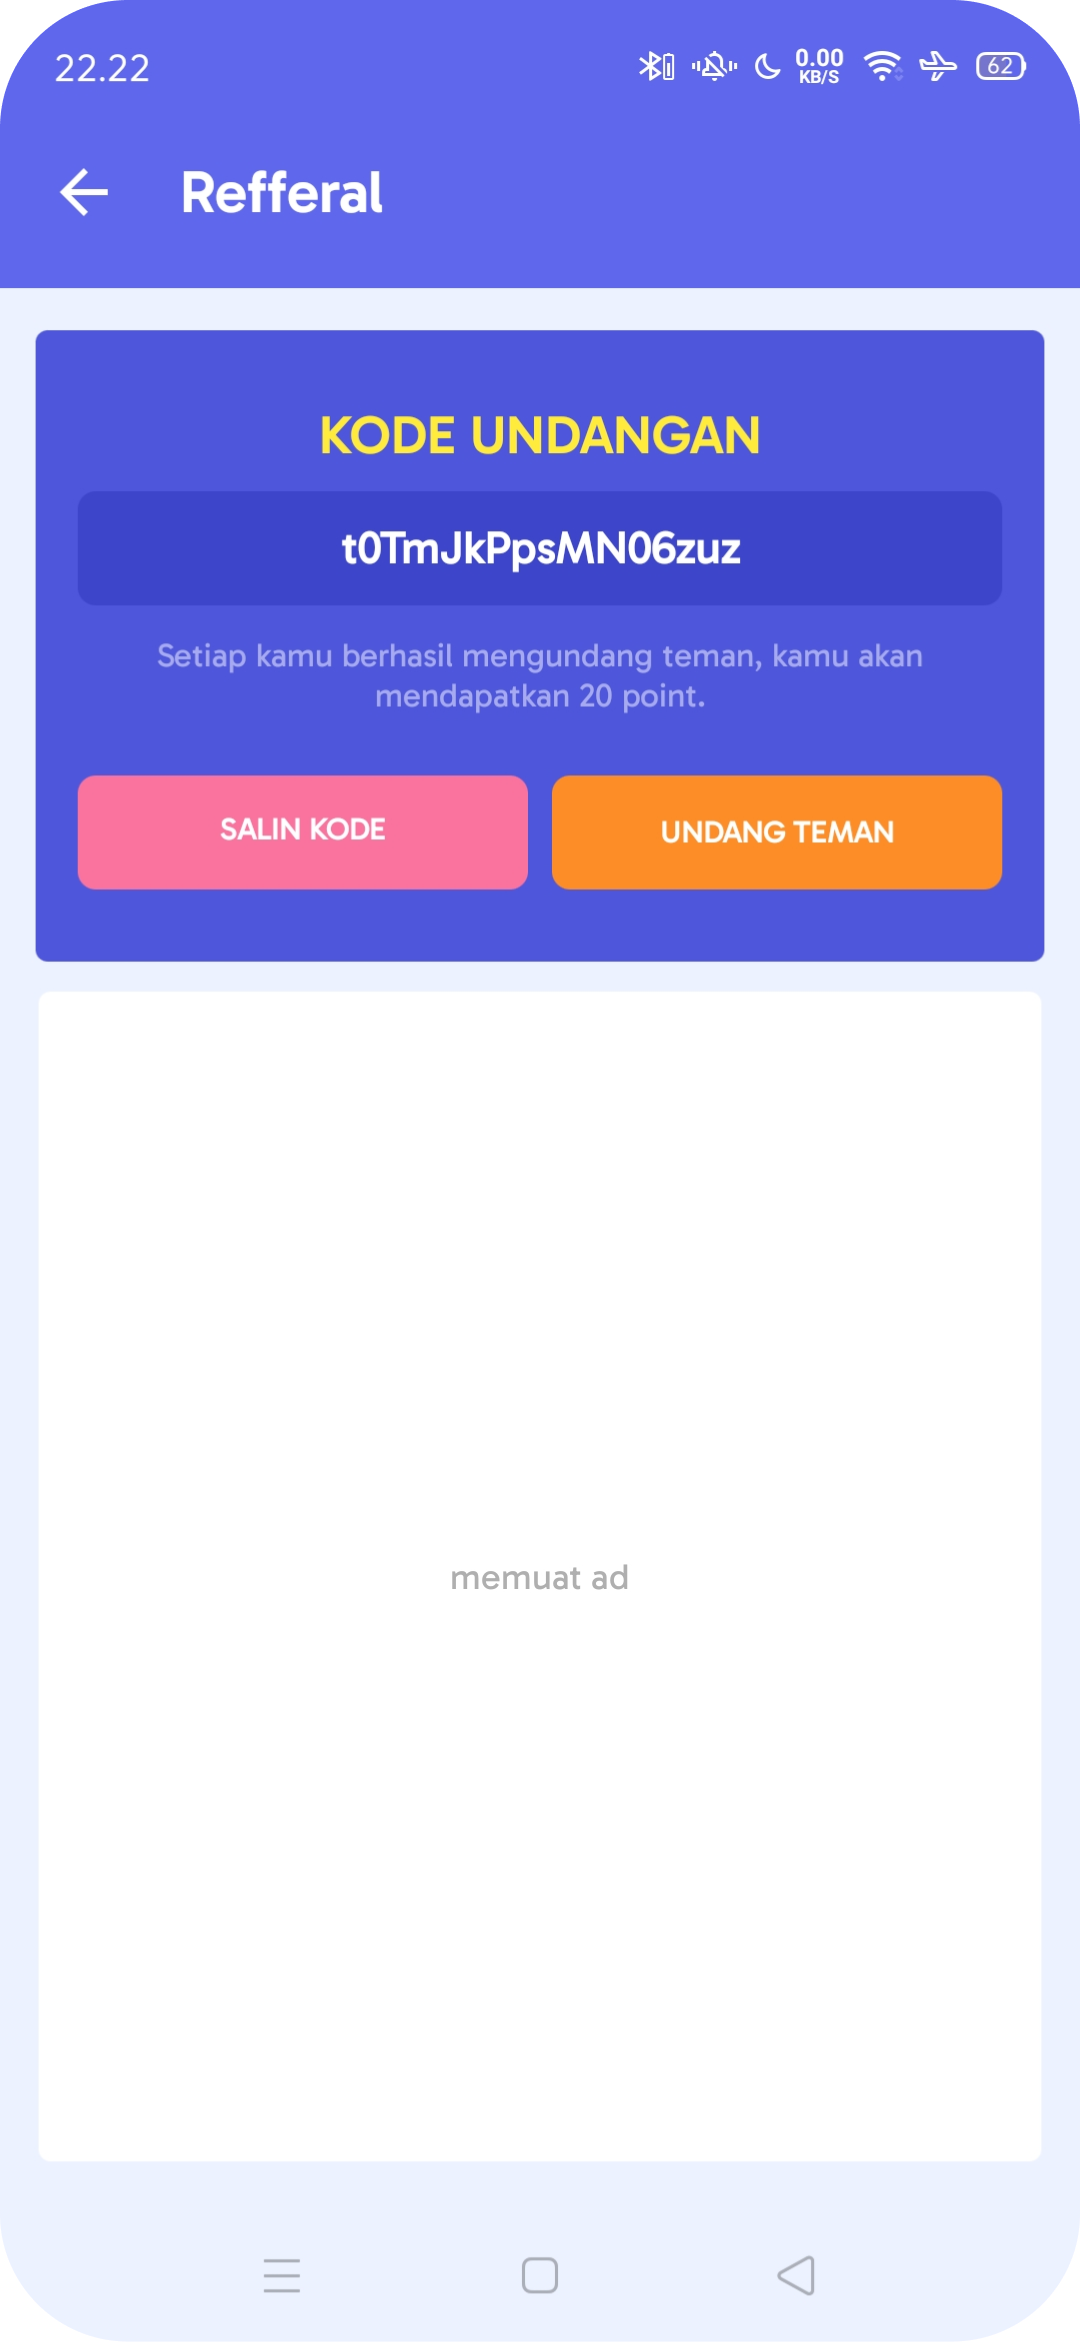 22.22
0.00
KB/S
62
Refferal
KODE UNDANGAN
t0TmJkPpsMN06zuz
Setiap kamu berhasil mengundang teman, kamu akan
mendapatkan 20 point.
SALIN KODE
UNDANG TEMAN
memuat ad